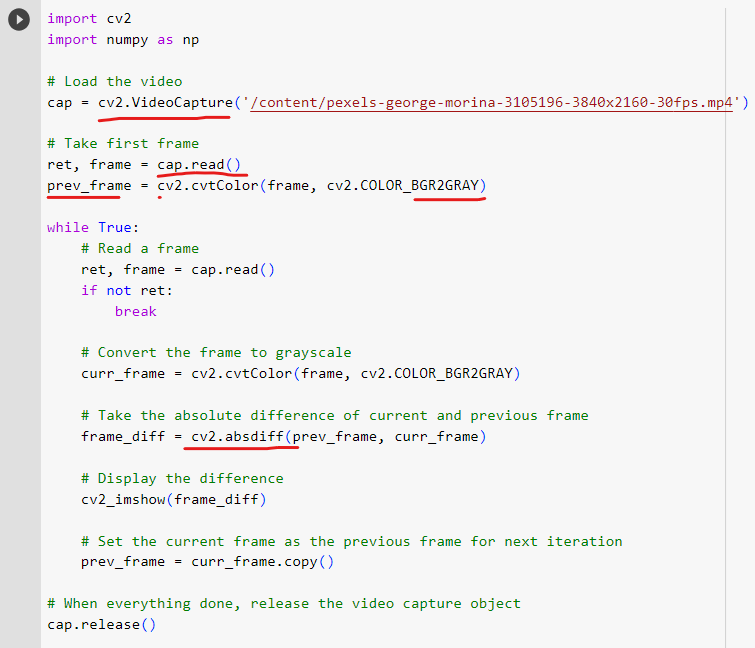 import cv2
import numpy as np
# Load the video
cap = cv2.VideoCapture('/content/pexels-george-morina-3105196-3840x2160-30fps.mp4')
# Take first frame
ret, frame = cap.read()
prev_frame = cv2.cvtColor(frame, cv2.COLOR_BGR2GRAY)
while True:
    # Read a frame
    ret, frame = cap.read()
    if not ret:
        break
    # Convert the frame to grayscale
    curr_frame = cv2.cvtColor(frame, cv2.COLOR_BGR2GRAY)
    # Take the absolute difference of current and previous frame
    frame_diff = cv2.absdiff(prev_frame, curr_frame)
    # Display the difference
    cv2_imshow(frame_diff)
    # Set the current frame as the previous frame for next iteration
    prev_frame = curr_frame.copy()
# When everything done, release the video capture object
cap.release()